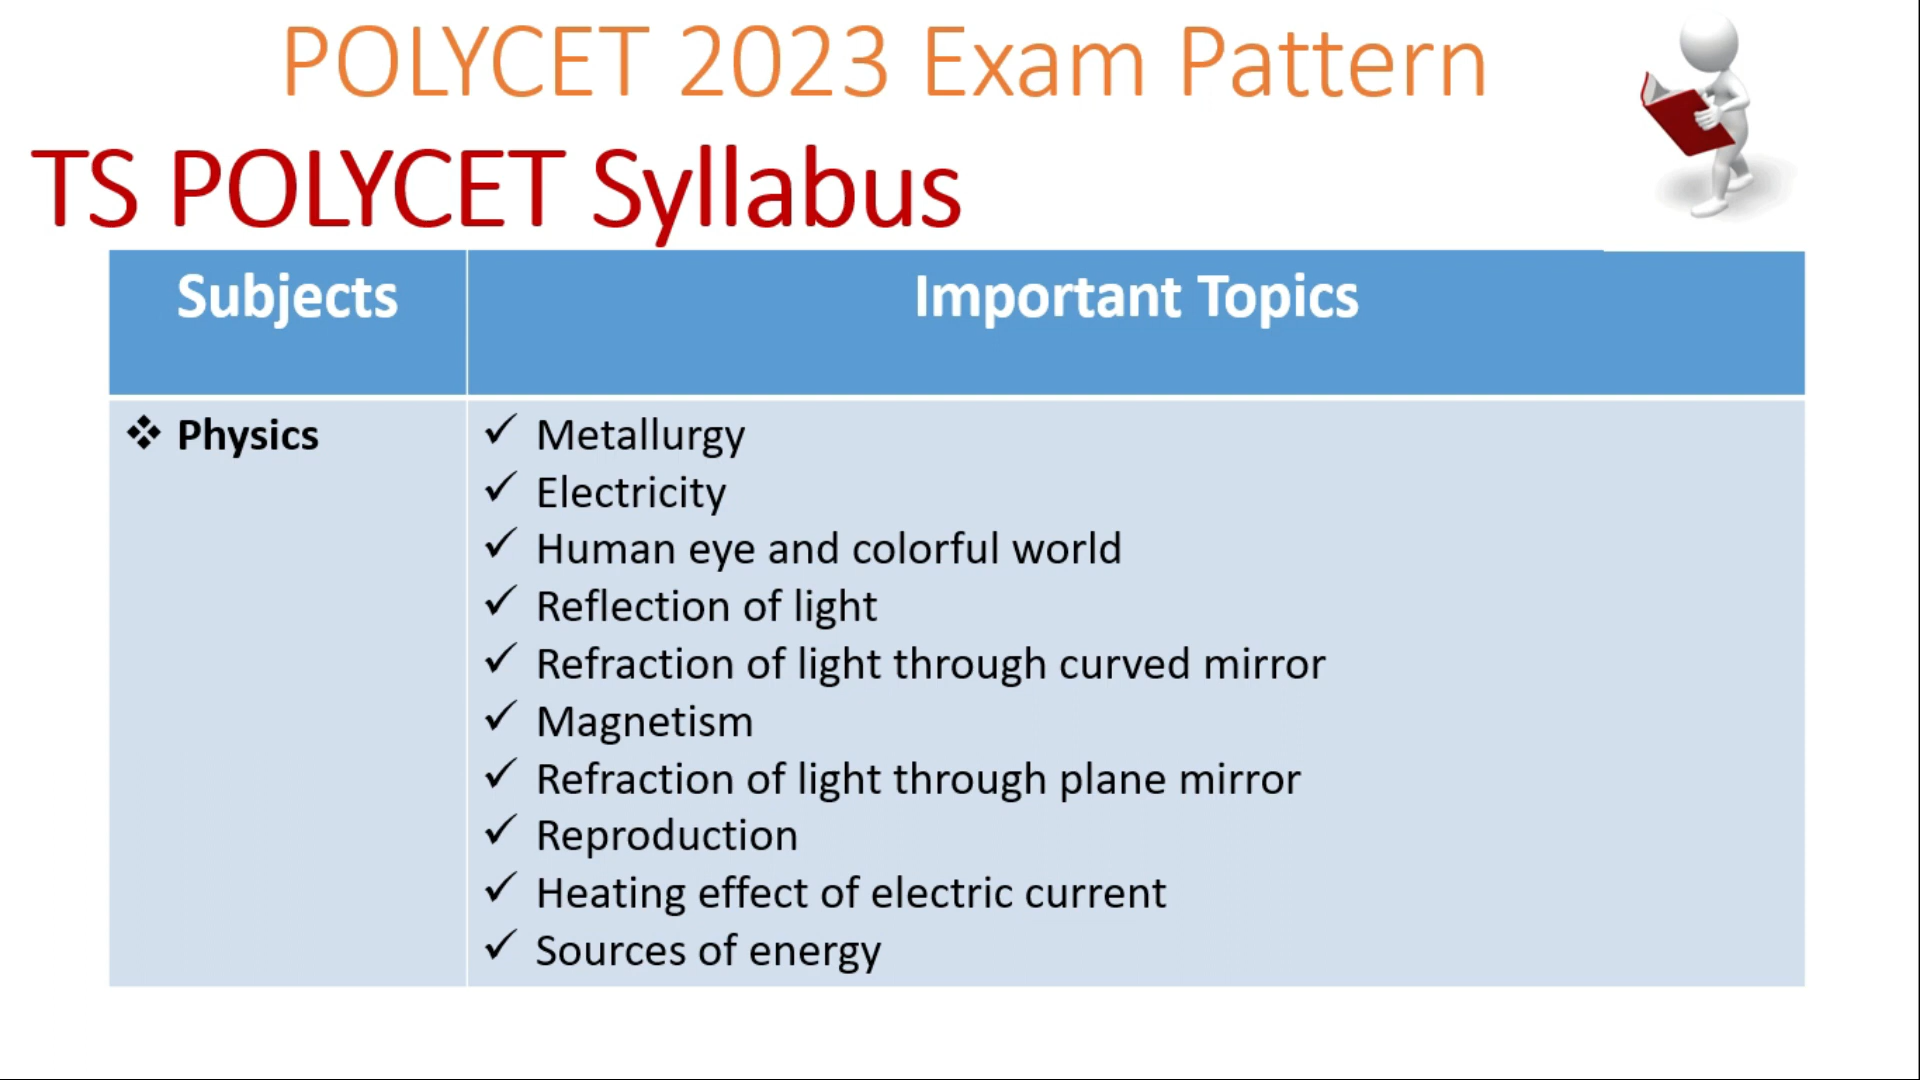 POLYCET 2023 Exam Pattern
TS POLYCET Syllabus
Subjects
Important Topics
❖ Physics
✓ Metallurgy
✓ Electricity
✓ Human eye and colorful world
✓ Reflection of light
✓ Refraction of light through curved mirror
✓ Magnetism
✓ Refraction of light through plane mirror
✓ Reproduction
✓ Heating effect of electric current
✓ Sources of energy